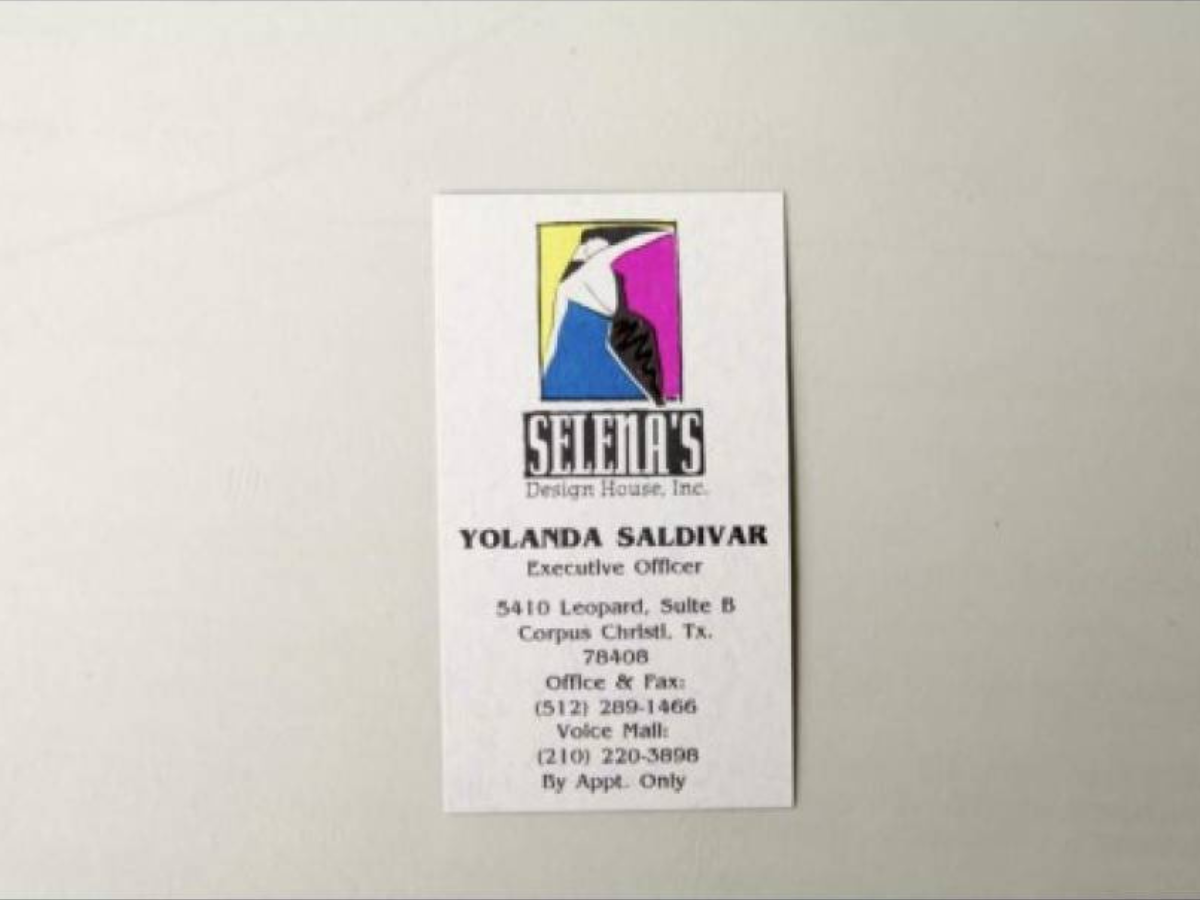 SELENA'S
Design House, Inc.
YOLANDA SALDIVAR
Executive Officer
5410 Leopard, Suite B
Corpus Christi, Tx.
78408
Office & Fax:
(512) 289-1466
Voice Mail:
(210) 220-3898
By Appt. Only